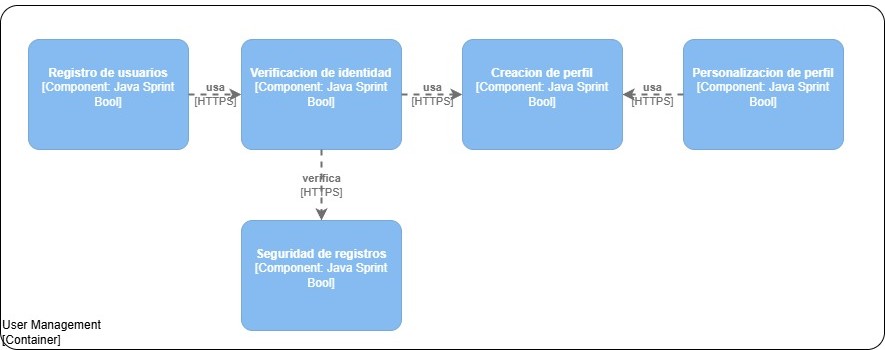 Registro de usuarios
[Component: Java Sprint
Bool]
usa
[HTTPS]
Verificacion de identidad
[Component: Java Sprint
Bool]
usa
[HTTPS]
Creacion de perfil
[Component: Java Sprint
Bool]
usa
[HTTPS]
Personalizacion de perfil
[Component: Java Sprint
Bool]
verifica
[HTTPS]
Seguridad de registros
[Component: Java Sprint
Bool]
User Management
[Container]